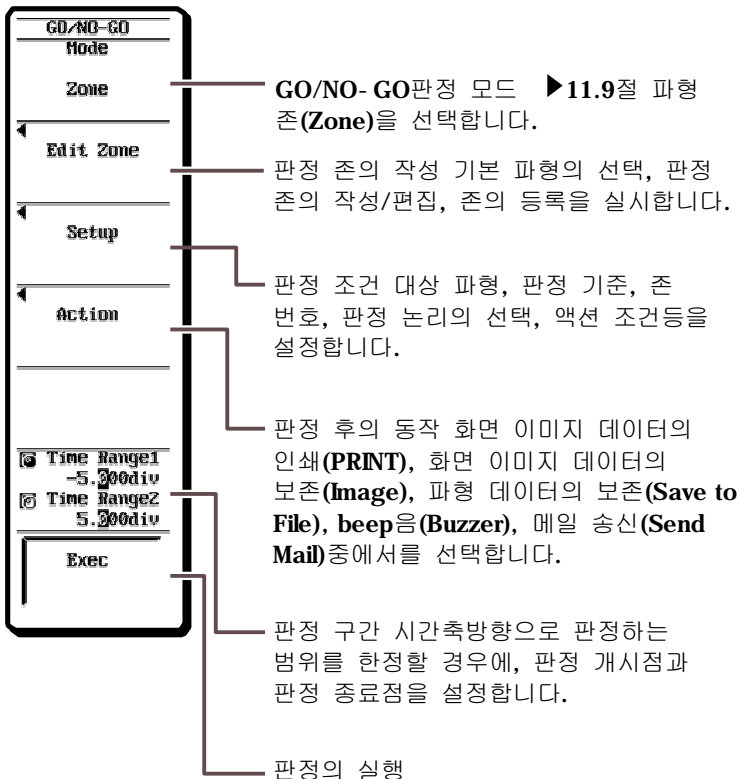 GO/NO-GO
Mode
Zone
Edit Zone
Setup
Action
Time Range1
-5.300div
Time Range2
5.300div
Exec
GO/NO- GO판정 모드 ▶11.9절 파형
존(Zone)을 선택합니다.
판정 존의 작성 기본 파형의 선택, 판정
존의 작성/편집, 존의 등록을 실시합니다.
판정 조건 대상 파형, 판정 기준, 존
번호, 판정 논리의 선택, 액션 조건등을
설정합니다.
판정 후의 동작 화면 이미지 데이터의
인쇄(PRINT), 화면 이미지 데이터의
보존(Image), 파형 데이터의 보존(Save to
File), beep음(Buzzer), 메일 송신(Send
Mail)중에서를 선택합니다.
판정 구간 시간축방향으로 판정하는
범위를 한정할 경우에, 판정 개시점과
판정 종료점을 설정합니다.
판정의 실행